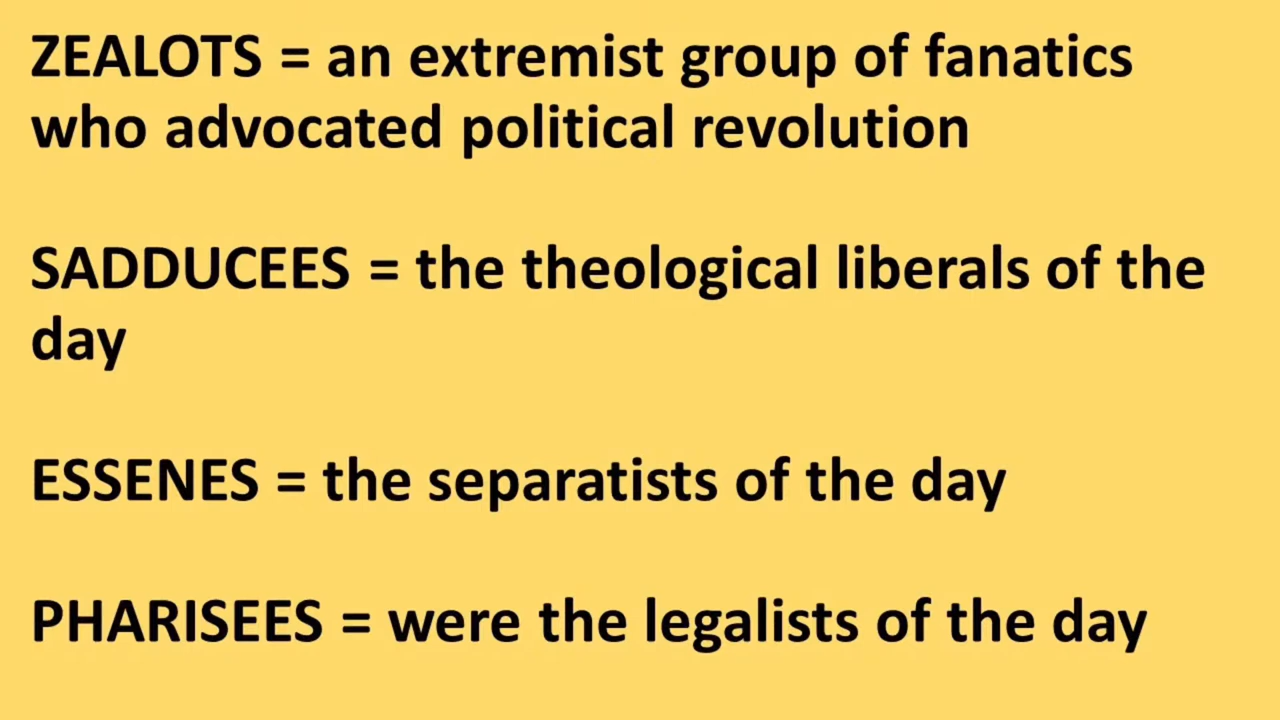 ZEALOTS = an extremist group of fanatics
who advocated political revolution
SADDUCEES = the theological liberals of the
day
ESSENES = the separatists of the day
PHARISEES = were the legalists of the day